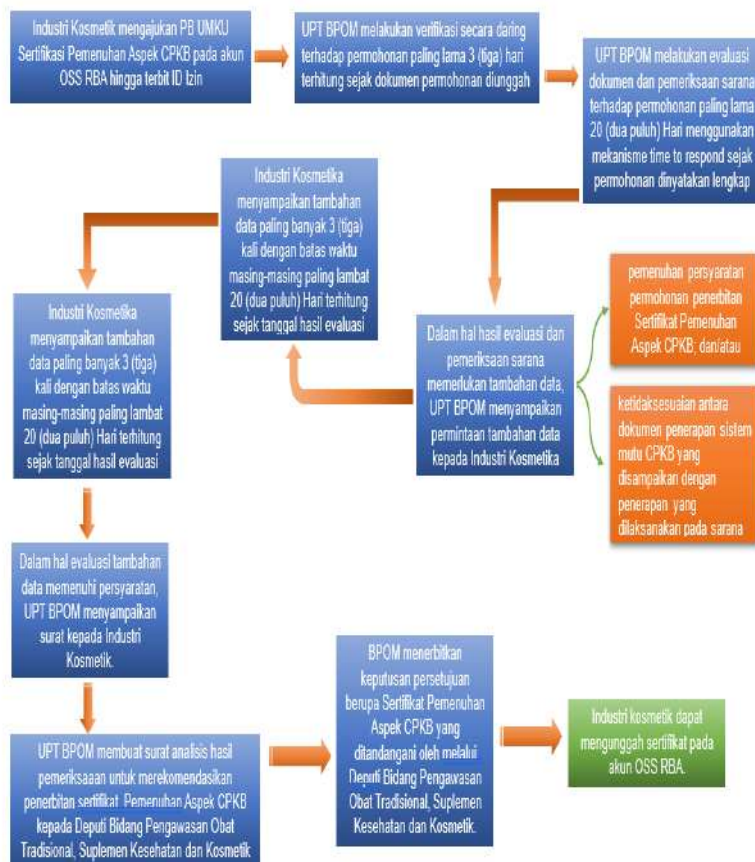 Industri Kosmetik mengajukan PB UMKU
Sertifikasi Pemenuhan Aspek CPKB pada akun
OSS RBA hingga terbit ID Izin
UPT BPOM melakukan verifikasi secara daring
terhadap permohonan paling lama 3 (tiga) hari
terhitung sejak dokumen permohonan diunggah
UPT BPOM melakukan evaluasi
dokumen dan pemeriksaan sarana
terhadap permohonan paling lama
20 (dua puluh) Hari menggunakan
mekanisme time to respond sejak
permohonan dinyatakan lengkap
Dalam hal hasil evaluasi dan
pemeriksaan sarana
memerlukan tambahan data,
UPT BPOM menyampaikan
permintaan tambahan data
kepada Industri Kosmetika
pemenuhan persyaratan
permohonan penerbitan
Sertifikat Pemenuhan
Aspek CPKB; dan/atau
ketidaksesuaian antara
dokumen penerapan sistem
mutu CPKB yang
disampaikan dengan
penerapan yang
dilaksanakan pada sarana
Industri Kosmetika
menyampaikan tambahan
data paling banyak 3 (tiga)
kali dengan batas waktu
masing-masing paling lambat
20 (dua puluh) Hari terhitung
sejak tanggal hasil evaluasi
Industri Kosmetika
menyampaikan tambahan
data paling banyak 3 (tiga)
kali dengan batas waktu
masing-masing paling lambat
20 (dua puluh) Hari terhitung
sejak tanggal hasil evaluasi
Dalam hal evaluasi tambahan
data memenuhi persyaratan,
UPT BPOM menyampaikan
surat kepada Industri
Kosmetik.
UPT BPOM membuat surat analisis hasil
pemeriksaaan untuk merekomendasikan
penerbitan sertifikat Pemenuhan Aspek CPKB
kepada Deputi Bidang Pengawasan Obat
Tradisional, Suplemen Kesehatan dan Kosmetik
BPOM menerbitkan
keputusan persetujuan
berupa Sertifikat Pemenuhan
Aspek CPKB yang
ditandangani oleh melalui
Deputi Bidang Pengawasan
Obat Tradisional, Suplemen
Kesehatan dan Kosmetik.
Industri kosmetik dapat
mengunggah sertifikat pada
akun OSS RBA.